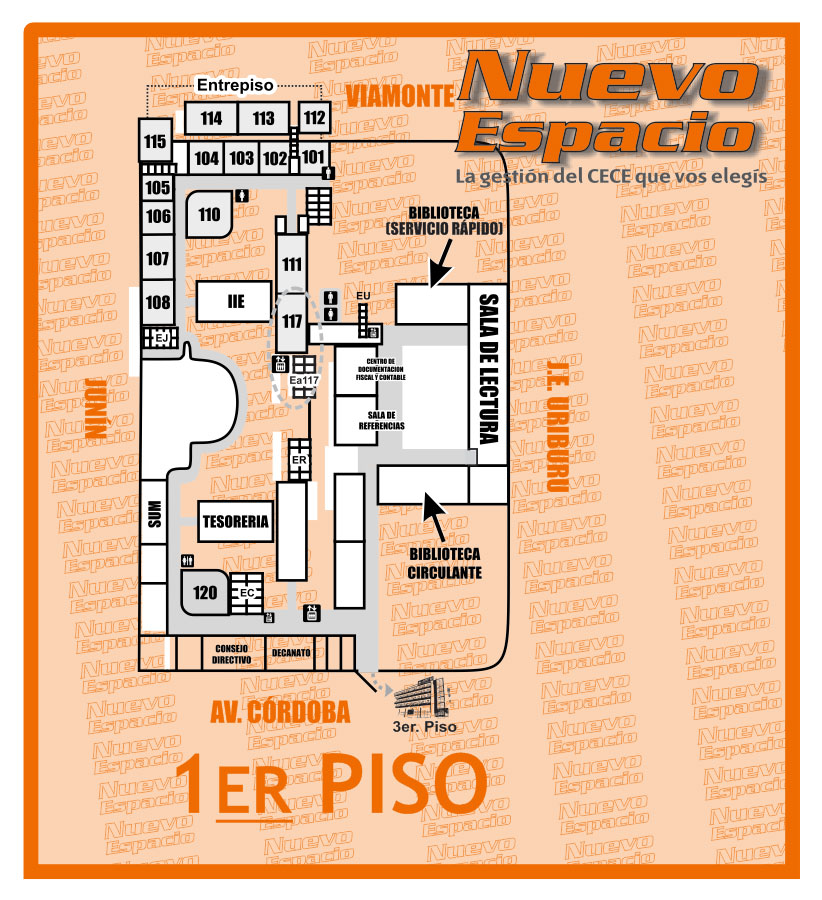 Nuevo
Espacio
La gestión del CECE que vos elegís
VIAMONTE
Entrepiso
114
113
112
115
104
103
102
101
105
106
110
107
108
EJ
111
IIE
117
Ea117
EU
BIBLIOTECA
(SERVICIO RÁPIDO)
SALA DE LECTURA
CENTRO DE
DOCUMENTACION
FISCAL Y CONTABLE
SALA DE
REFERENCIAS
JUNÍN
J.E. URIBURU
ER
SUM
TESORERIA
BIBLIOTECA
CIRCULANTE
120
EC
CONSEJO
DIRECTIVO
DECANATO
AV. CÓRDOBA
3er. Piso
1ER PISO